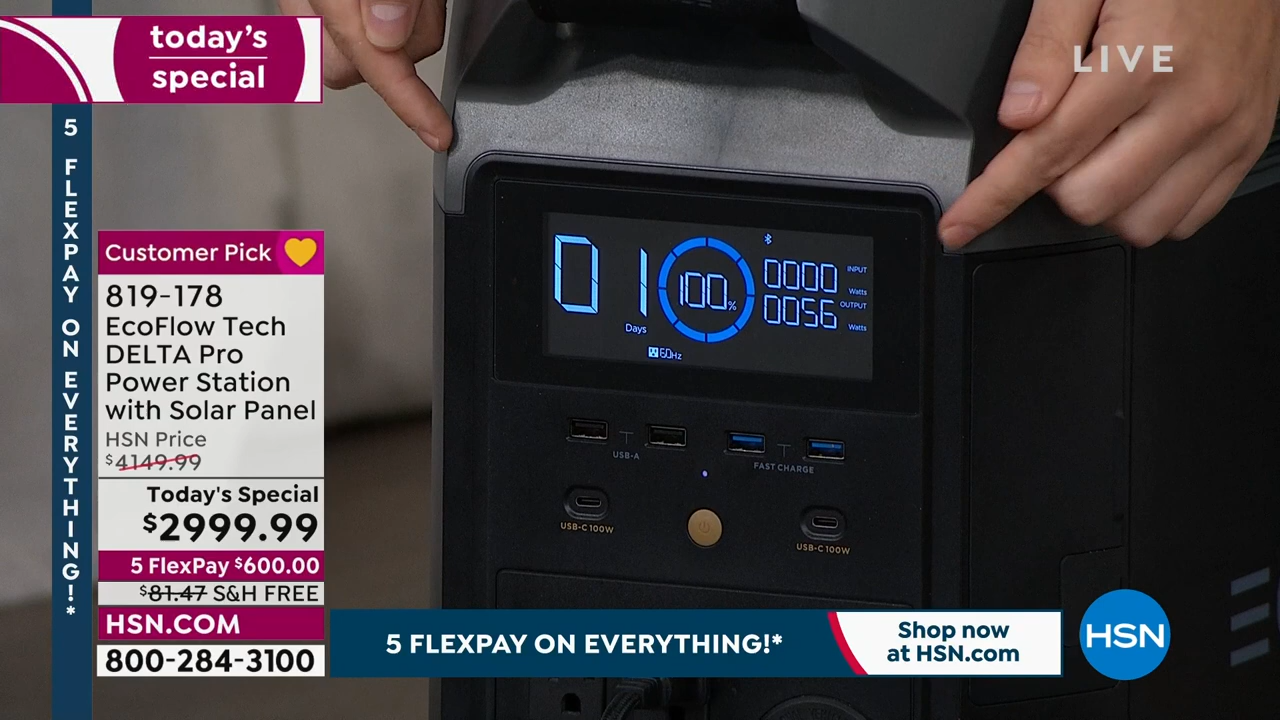 today's
special
LIVE
5 FLEXPAY ON EVERYTHING!*
Customer Pick
819-178
EcoFlow Tech
DELTA Pro
Power Station
with Solar Panel
HSN Price
$4149.99
Today's Special
$2999.99
5 FlexPay $600.00
$81.47 S&H FREE
HSN.COM
800-284-3100
01
Days
100%
0000
INPUT
Watts
0056
OUTPUT
Watts
60Hz
USB-A
FAST CHARGE
USB-C 100W
USB-C 100W
5 FLEXPAY ON EVERYTHING!*
Shop now
at HSN.com
HSN